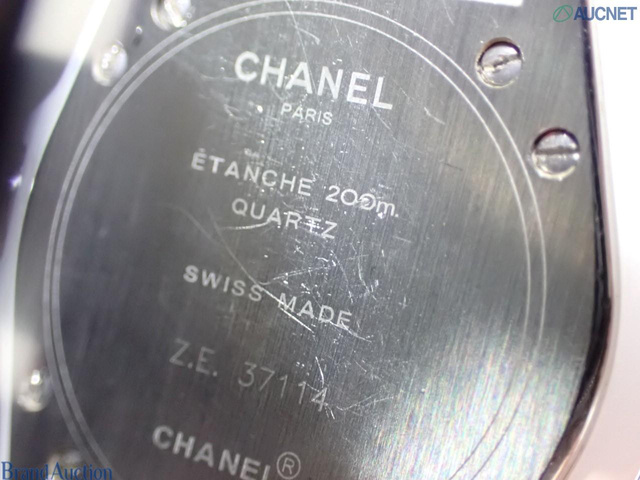 AUCNET
CHANEL
PARIS
ÉTANCHE 200m.
QUARTZ
SWISS MADE
Z.E. 37114
CHANEL®
Brand Auction